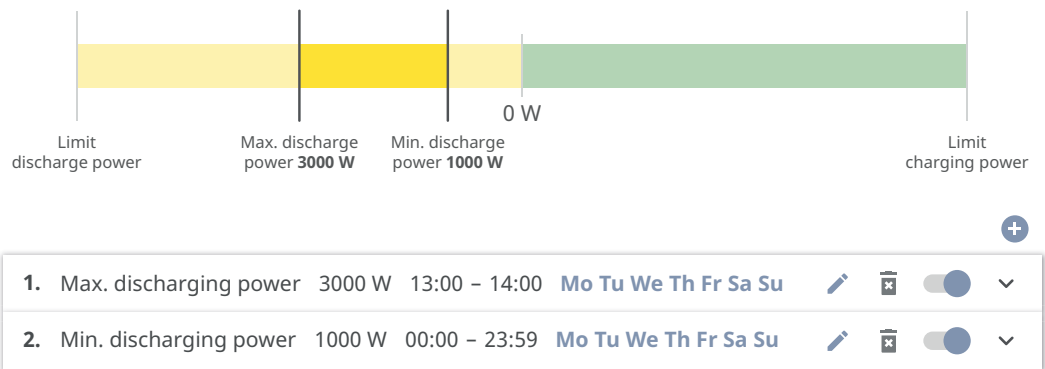 0 W
Limit
discharge power
Max. discharge
power 3000 W
Min. discharge
power 1000 W
Limit
charging power
1. Max. discharging power 3000 W 13:00 – 14:00 Mo Tu We Th Fr Sa Su
2. Min. discharging power 1000 W 00:00 – 23:59 Mo Tu We Th Fr Sa Su